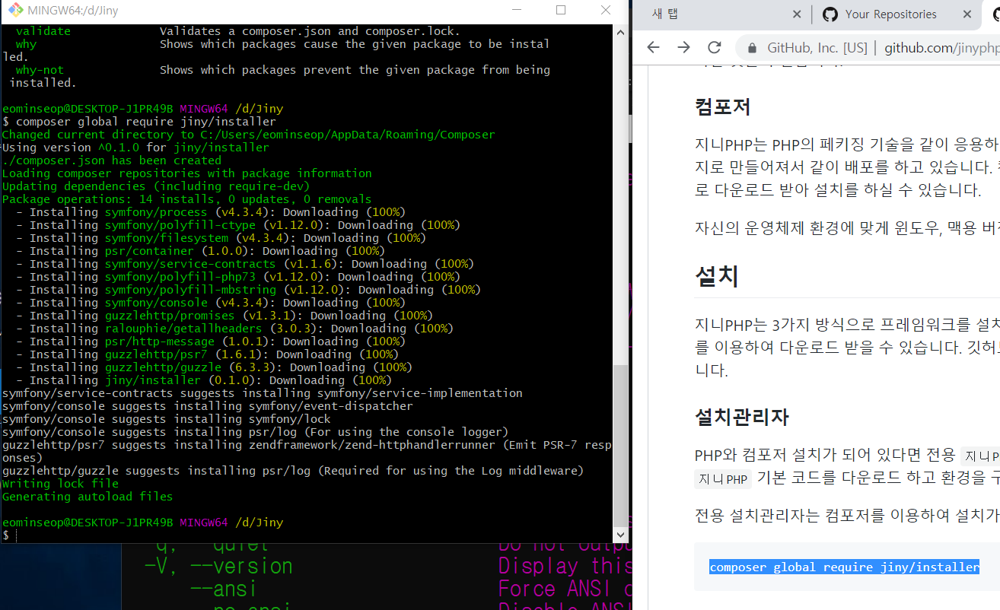 MINGW64:/d/Jiny
validate Validates a composer.json and composer.lock.
why Shows which packages cause the given package to be instal
led.
why-not Shows which packages prevent the given package from being
installed.
eominseop@DESKTOP-J1PR49B MINGW64 /d/Jiny
$ composer global require jiny/installer
Changed current directory to C:/Users/eominseop/AppData/Roaming/Composer
Using version ^0.1.0 for jiny/installer
./composer.json has been created
Loading composer repositories with package information
Updating dependencies (including require-dev)
Package operations: 14 installs, 0 updates, 0 removals
- Installing symfony/process (v4.3.4): Downloading (100%)
- Installing symfony/polyfill-ctype (v1.12.0): Downloading (100%)
- Installing symfony/filesystem (v4.3.4): Downloading (100%)
- Installing psr/container (1.0.0): Downloading (100%)
- Installing symfony/service-contracts (v1.1.6): Downloading (100%)
- Installing symfony/polyfill-php73 (v1.12.0): Downloading (100%)
- Installing symfony/polyfill-mbstring (v1.12.0): Downloading (100%)
- Installing symfony/console (v4.3.4): Downloading (100%)
- Installing guzzlehttp/promises (v1.3.1): Downloading (100%)
- Installing ralouphie/getallheaders (3.0.3): Downloading (100%)
- Installing psr/http-message (1.0.1): Downloading (100%)
- Installing guzzlehttp/psr7 (1.6.1): Downloading (100%)
- Installing guzzlehttp/guzzle (6.3.3): Downloading (100%)
- Installing jiny/installer (0.1.0): Downloading (100%)
symfony/service-contracts suggests installing symfony/service-implementation
symfony/console suggests installing symfony/event-dispatcher
symfony/console suggests installing symfony/lock
symfony/console suggests installing psr/log (For using the console logger)
guzzlehttp/psr7 suggests installing zendframework/zend-httphandlerrunner (Emit PSR-7 resp
onses)
guzzlehttp/guzzle suggests installing psr/log (Required for using the Log middleware)
Writing lock file
Generating autoload files
eominseop@DESKTOP-J1PR49B MINGW64 /d/Jiny
$
-V, --version Display this
--ansi Force ANSI
새 탭 Your Repositories
GitHub, Inc. [US] | github.com/jinyphp
컴포저
지니PHP는 PHP의 페키징 기술을 같이 응용하
지로 만들어져서 같이 배포를 하고 있습니다.
로 다운로드 받아 설치를 하실 수 있습니다.
자신의 운영체제 환경에 맞게 윈도우, 맥용 버
설치
지니PHP는 3가지 방식으로 프레임워크를 설치
를 이용하여 다운로드 받을 수 있습니다. 깃허
니다.
설치관리자
PHP와 컴포저 설치가 되어 있다면 전용 지니P
지니PHP 기본 코드를 다운로드 하고 환경을 구
전용 설치관리자는 컴포저를 이용하여 설치가
composer global require jiny/installer